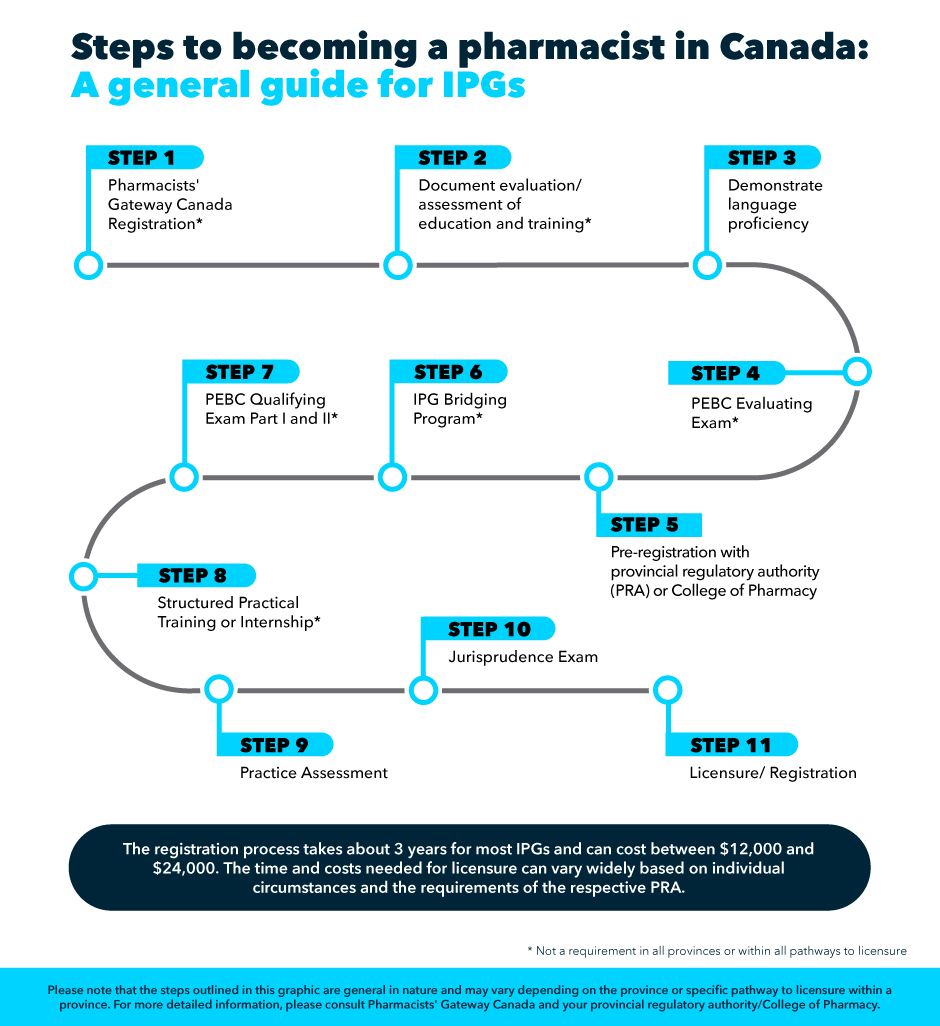 Steps to becoming a pharmacist in Canada:
A general guide for IPGs
STEP 1
Pharmacists'
Gateway Canada
Registration*
STEP 2
Document evaluation/
assessment of
education and training*
STEP 3
Demonstrate
language
proficiency
STEP 4
PEBC Evaluating
Exam*
STEP 5
Pre-registration with
provincial regulatory authority
(PRA) or College of Pharmacy
STEP 6
IPG Bridging
Program*
STEP 7
PEBC Qualifying
Exam Part I and II*
STEP 8
Structured Practical
Training or Internship*
STEP 9
Practice Assessment
STEP 10
Jurisprudence Exam
STEP 11
Licensure/ Registration
The registration process takes about 3 years for most IPGs and can cost between $12,000 and
$24,000. The time and costs needed for licensure can vary widely based on individual
circumstances and the requirements of the respective PRA.
* Not a requirement in all provinces or within all pathways to licensure
Please note that the steps outlined in this graphic are general in nature and may vary depending on the province or specific pathway to licensure within a
province. For more detailed information, please consult Pharmacists' Gateway Canada and your provincial regulatory authority/College of Pharmacy.